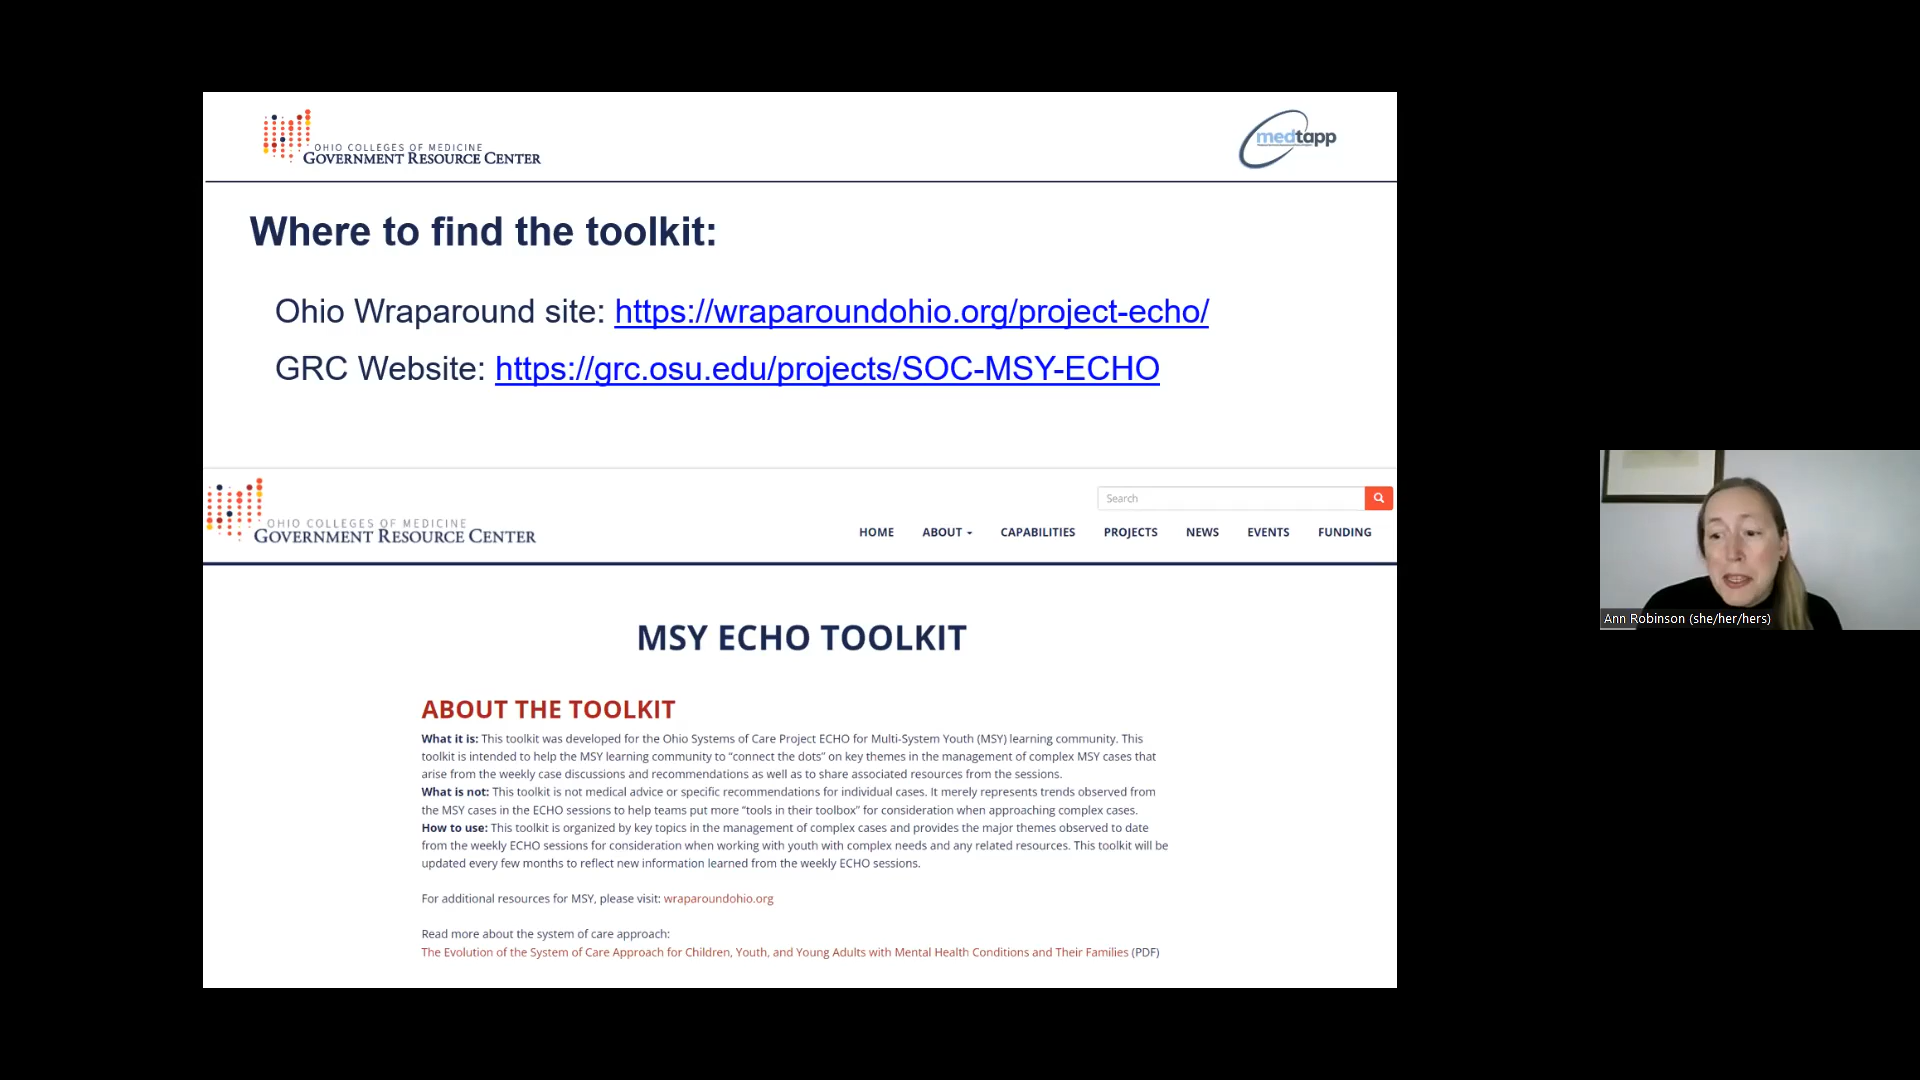 OHIO COLLEGES OF MEDICINE
GOVERNMENT RESOURCE CENTER
medtapp
Where to find the toolkit:
Ohio Wraparound site: https://wraparoundohio.org/project-echo/
GRC Website: https://grc.osu.edu/projects/SOC-MSY-ECHO
Search
OHIO COLLEGES OF MEDICINE
GOVERNMENT RESOURCE CENTER
HOME ABOUT CAPABILITIES PROJECTS NEWS EVENTS FUNDING
MSY ECHO TOOLKIT
ABOUT THE TOOLKIT
What it is: This toolkit was developed for the Ohio Systems of Care Project ECHO for Multi-System Youth (MSY) learning community. This
toolkit is intended to help the MSY learning community to “connect the dots” on key themes in the management of complex MSY cases that
arise from the weekly case discussions and recommendations as well as to share associated resources from the sessions.
What is not: This toolkit is not medical advice or specific recommendations for individual cases. It merely represents trends observed from
the MSY cases in the ECHO sessions to help teams put more “tools in their toolbox” for consideration when approaching complex cases.
How to use: This toolkit is organized by key topics in the management of complex cases and provides the major themes observed to date
from the weekly ECHO sessions for consideration when working with youth with complex needs and any related resources. This toolkit will be
updated every few months to reflect new information learned from the weekly ECHO sessions.
For additional resources for MSY, please visit: wraparoundohio.org
Read more about the system of care approach:
The Evolution of the System of Care Approach for Children, Youth, and Young Adults with Mental Health Conditions and Their Families (PDF)
Ann Robinson (she/her/hers)